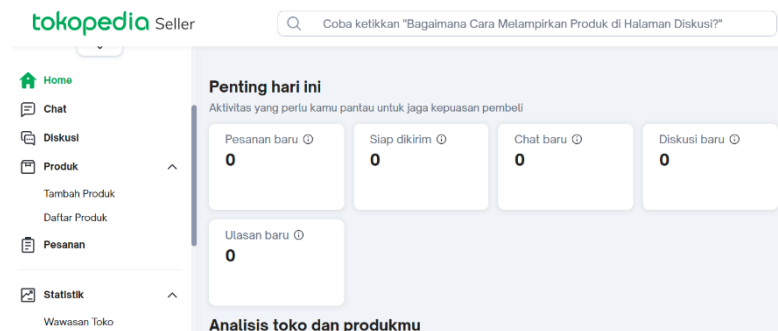 tokopedia Seller
Coba ketikkan "Bagaimana Cara Melampirkan Produk di Halaman Diskusi?"
Home
Chat
Diskusi
Produk
Tambah Produk
Daftar Produk
Pesanan
Statistik
Wawasan Toko
Penting hari ini
Aktivitas yang perlu kamu pantau untuk jaga kepuasan pembeli
Pesanan baru
0
Siap dikirim
0
Chat baru
0
Diskusi baru
0
Ulasan baru
0
Analisis toko dan produkmu